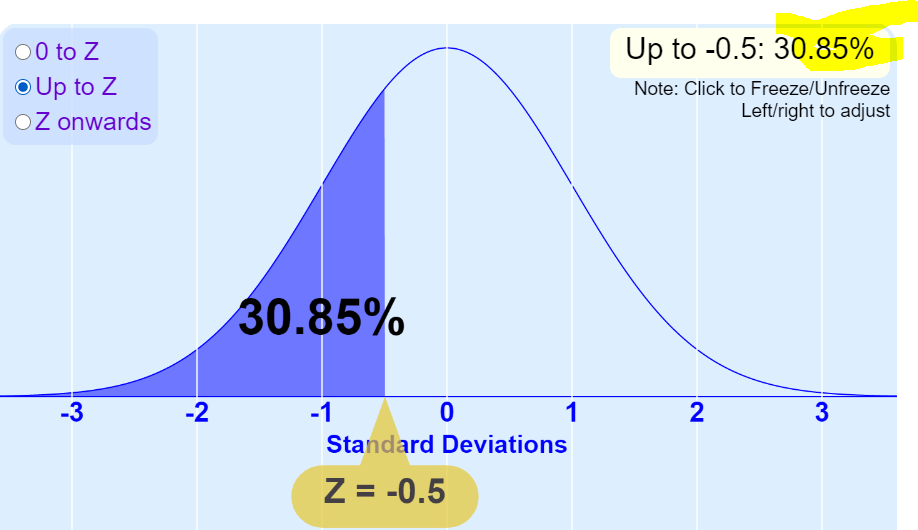 0 to Z
Up to Z
Z onwards
Up to -0.5: 30.85%
Note: Click to Freeze/Unfreeze
Left/right to adjust
30.85%
-3 -2 -1 0 1 2 3
Standard Deviations
Z = -0.5